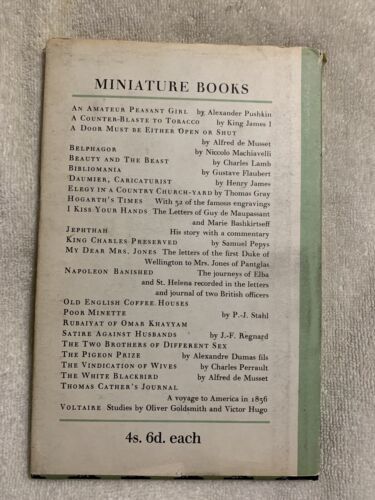 MINIATURE BOOKS
AN AMATEUR PEASANT GIRL by Alexander Pushkin
A COUNTER-BLASTE TO TOBACCO by King James I
A DOOR MUST BE EITHER OPEN OR SHUT
by Alfred de Musset
BELPHAGOR by Niccolo Machiavelli
BEAUTY AND THE BEAST by Charles Lamb
BIBLIOMANIA by Gustave Flaubert
DAUMIER, CARICATURIST by Henry James
ELEGY IN A COUNTRY CHURCH-YARD by Thomas Gray
HOGARTH'S TIMES With 52 of the famous engravings
I KISS YOUR HANDS The Letters of Guy de Maupassant
and Marie Bashkirtseff
JEPHTHAH His story with a commentary
KING CHARLES PRESERVED by Samuel Pepys
MY DEAR MRS. JONES The letters of the first Duke of
Wellington to Mrs. Jones of Pantglas
NAPOLEON BANISHED The journeys of Elba
and St. Helena recorded in the letters
and journal of two British officers
OLD ENGLISH COFFEE HOUSES
POOR MINETTE by P.-J. Stahl
RUBAIYAT OF OMAR KHAYYAM
SATIRE AGAINST HUSBANDS by J.-F. Regnard
THE TWO BROTHERS OF DIFFERENT SEX
THE PIGEON PRIZE by Alexandre Dumas fils
THE VINDICATION OF WIVES by Charles Perrault
THE WHITE BLACKBIRD by Alfred de Musset
THOMAS CATHER'S JOURNAL
A voyage to America in 1836
VOLTAIRE Studies by Oliver Goldsmith and Victor Hugo
4s. 6d. each